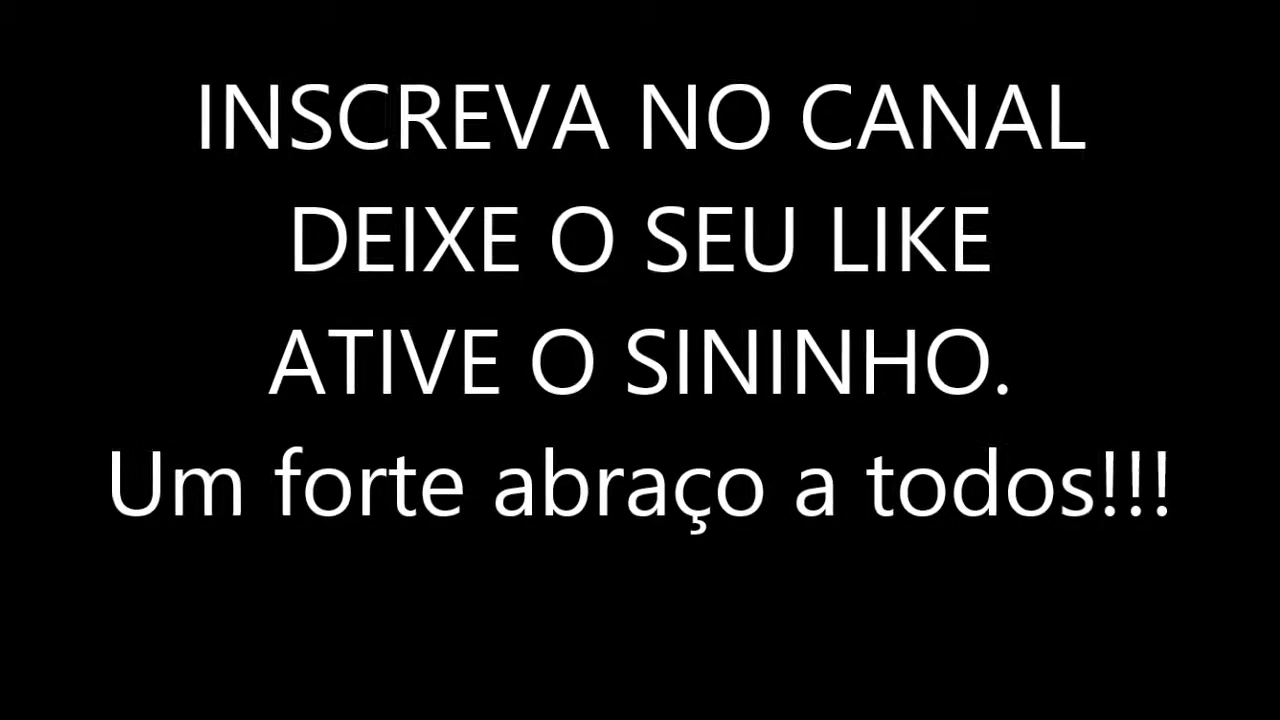 INSCREVA NO CANAL
DEIXE O SEU LIKE
ATIVE O SININHO.
Um forte abraço a todos!!!